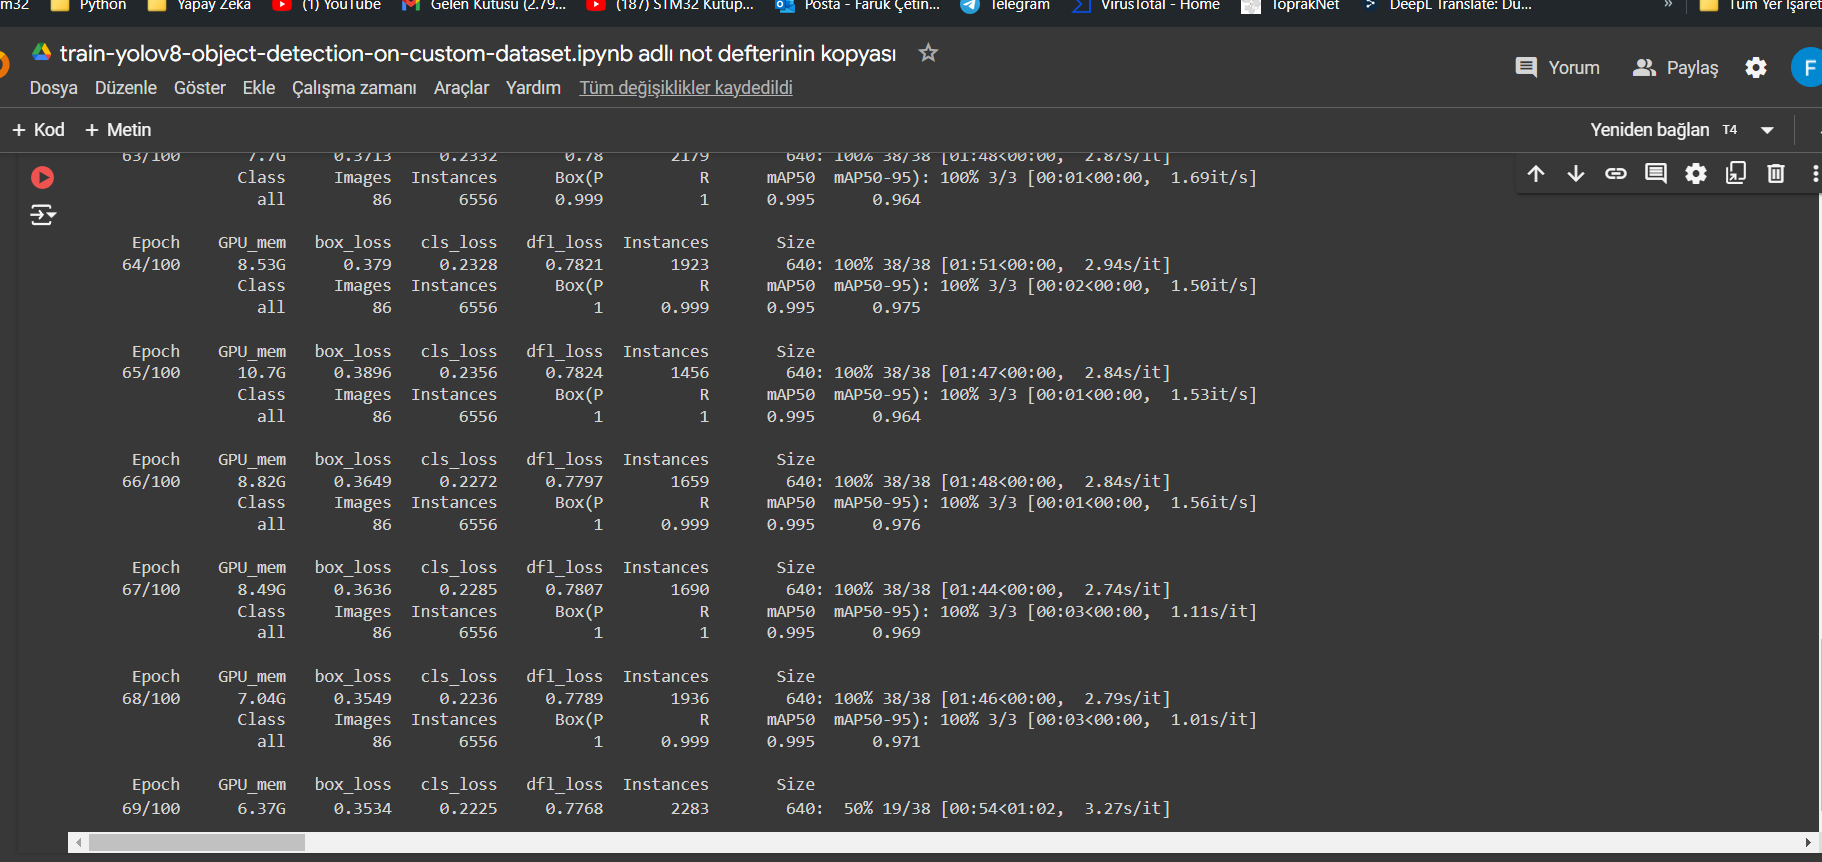 m32 Python Yapay Zeka (1) YouTube Gelen Kutusu (2.79... (187) STM32 Kutup... Posta - Faruk Çetin... Telegram VirusTotal - Home ToprakNet DeepL Translate: Dü... » Tüm Yer İşaret
train-yolov8-object-detection-on-custom-dataset.ipynb adlı not defterinin kopyası
Yorum Paylaş F
Dosya Düzenle Göster Ekle Çalışma zamanı Araçlar Yardım Tüm değişiklikler kaydedildi
+ Kod + Metin Yeniden bağlan T4
63/100 7.7G 0.3713 0.2332 0.78 2179 640: 100% 38/38 [01:48<00:00, 2.87s/it]
Class Images Instances Box(P R mAP50 mAP50-95): 100% 3/3 [00:01<00:00, 1.69it/s]
all 86 6556 0.999 1 0.995 0.964
Epoch GPU_mem box_loss cls_loss dfl_loss Instances Size
64/100 8.53G 0.379 0.2328 0.7821 1923 640: 100% 38/38 [01:51<00:00, 2.94s/it]
Class Images Instances Box(P R mAP50 mAP50-95): 100% 3/3 [00:02<00:00, 1.50it/s]
all 86 6556 1 0.999 0.995 0.975
Epoch GPU_mem box_loss cls_loss dfl_loss Instances Size
65/100 10.7G 0.3896 0.2356 0.7824 1456 640: 100% 38/38 [01:47<00:00, 2.84s/it]
Class Images Instances Box(P R mAP50 mAP50-95): 100% 3/3 [00:01<00:00, 1.53it/s]
all 86 6556 1 1 0.995 0.964
Epoch GPU_mem box_loss cls_loss dfl_loss Instances Size
66/100 8.82G 0.3649 0.2272 0.7797 1659 640: 100% 38/38 [01:48<00:00, 2.84s/it]
Class Images Instances Box(P R mAP50 mAP50-95): 100% 3/3 [00:01<00:00, 1.56it/s]
all 86 6556 1 0.999 0.995 0.976
Epoch GPU_mem box_loss cls_loss dfl_loss Instances Size
67/100 8.49G 0.3636 0.2285 0.7807 1690 640: 100% 38/38 [01:44<00:00, 2.74s/it]
Class Images Instances Box(P R mAP50 mAP50-95): 100% 3/3 [00:03<00:00, 1.11s/it]
all 86 6556 1 1 0.995 0.969
Epoch GPU_mem box_loss cls_loss dfl_loss Instances Size
68/100 7.04G 0.3549 0.2236 0.7789 1936 640: 100% 38/38 [01:46<00:00, 2.79s/it]
Class Images Instances Box(P R mAP50 mAP50-95): 100% 3/3 [00:03<00:00, 1.01s/it]
all 86 6556 1 0.999 0.995 0.971
Epoch GPU_mem box_loss cls_loss dfl_loss Instances Size
69/100 6.37G 0.3534 0.2225 0.7768 2283 640: 50% 19/38 [00:54<01:02, 3.27s/it]